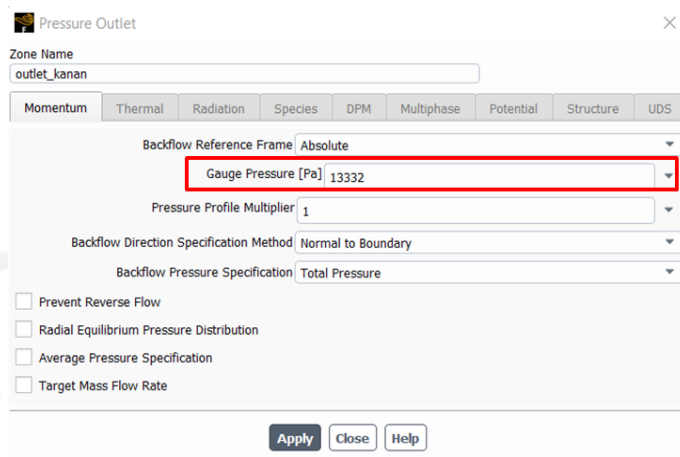 Pressure Outlet
Zone Name
outlet_kanan
Momentum Thermal Radiation Species DPM Multiphase Potential Structure UDS
Backflow Reference Frame Absolute
Gauge Pressure [Pa] 13332
Pressure Profile Multiplier 1
Backflow Direction Specification Method Normal to Boundary
Backflow Pressure Specification Total Pressure
Prevent Reverse Flow
Radial Equilibrium Pressure Distribution
Average Pressure Specification
Target Mass Flow Rate
Apply Close Help